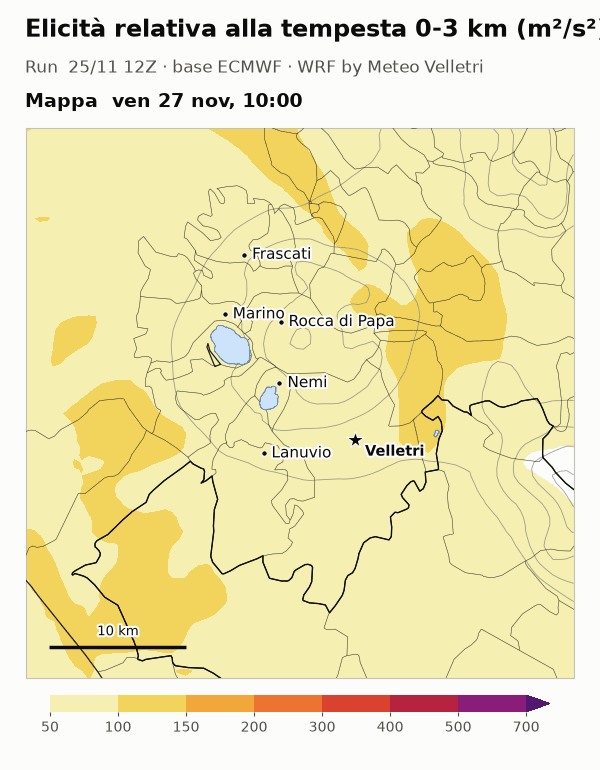 Elicità relativa alla tempesta 0-3 km (m²/s²)
Run 25/11 12Z · base ECMWF · WRF by Meteo Velletri
Mappa ven 27 nov, 10:00
Frascati
Marino
Rocca di Papa
Nemi
Velletri
Lanuvio
10 km
50 100 150 200 300 400 500 700